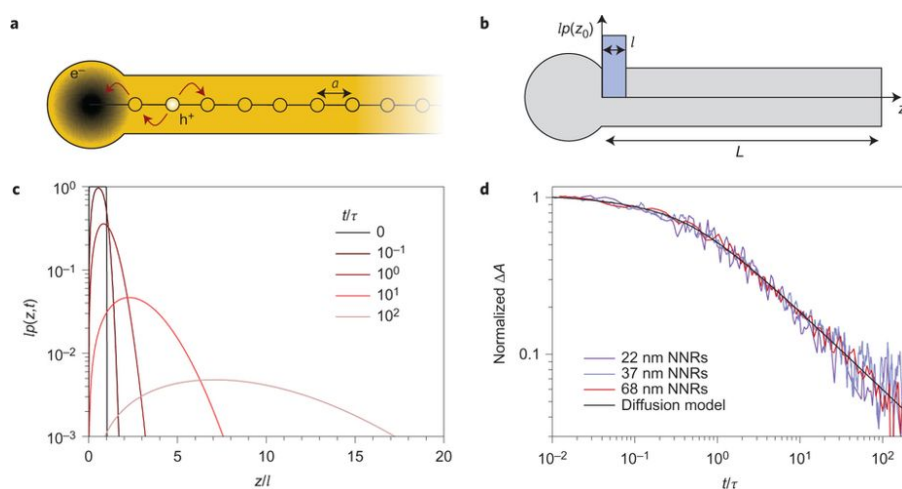 a
e⁻
h⁺
a
b
lp(z₀)
l
z
L
c
lp(z,t)
10⁰
10⁻¹
10⁻²
10⁻³
t/τ
0
10⁻¹
10⁰
10¹
10²
0
5
10
15
20
z/l
d
Normalized ΔA
1
0.1
22 nm NNRs
37 nm NNRs
68 nm NNRs
Diffusion model
10⁻²
10⁻¹
10⁰
10¹
10²
t/τ